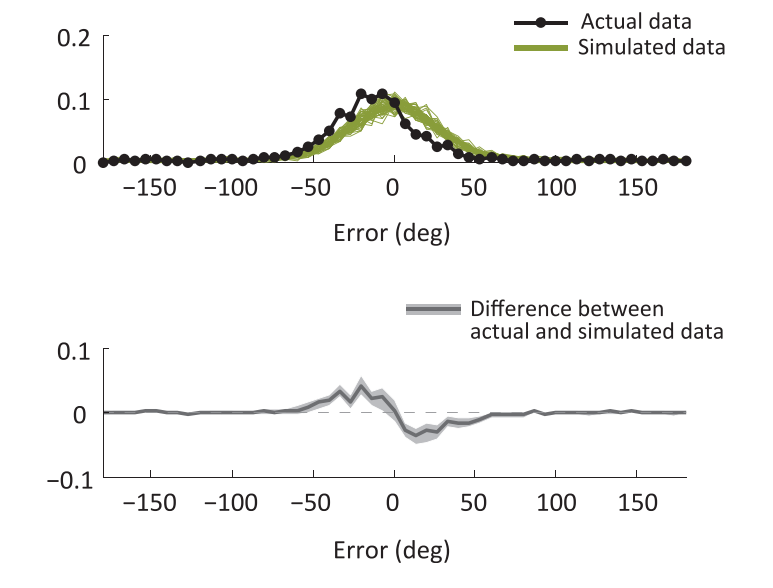 Actual data
Simulated data
0.2
0.1
0
−150 −100 −50 0 50 100 150
Error (deg)
Difference between
actual and simulated data
0.1
0
−0.1
−150 −100 −50 0 50 100 150
Error (deg)